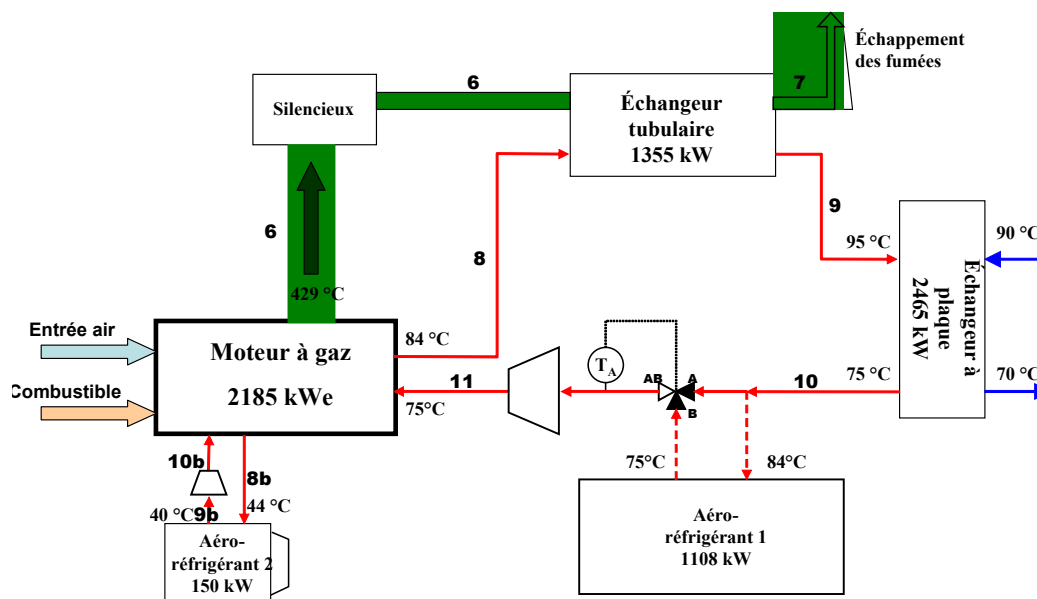 6
7
Échappement
des fumées
Silencieux
Échangeur
tubulaire
1355 kW
6
8
9
429 °C
95 °C
90 °C
Échangeur à
plaque
2465 kW
Entrée air
Combustible
Moteur à gaz
2185 kWe
84 °C
11
75°C
T_A
AB
A
B
10
75 °C
70 °C
75°C
84°C
10b
8b
40 °C
9b
44 °C
Aéro-
réfrigérant 2
150 kW
Aéro-
réfrigérant 1
1108 kW